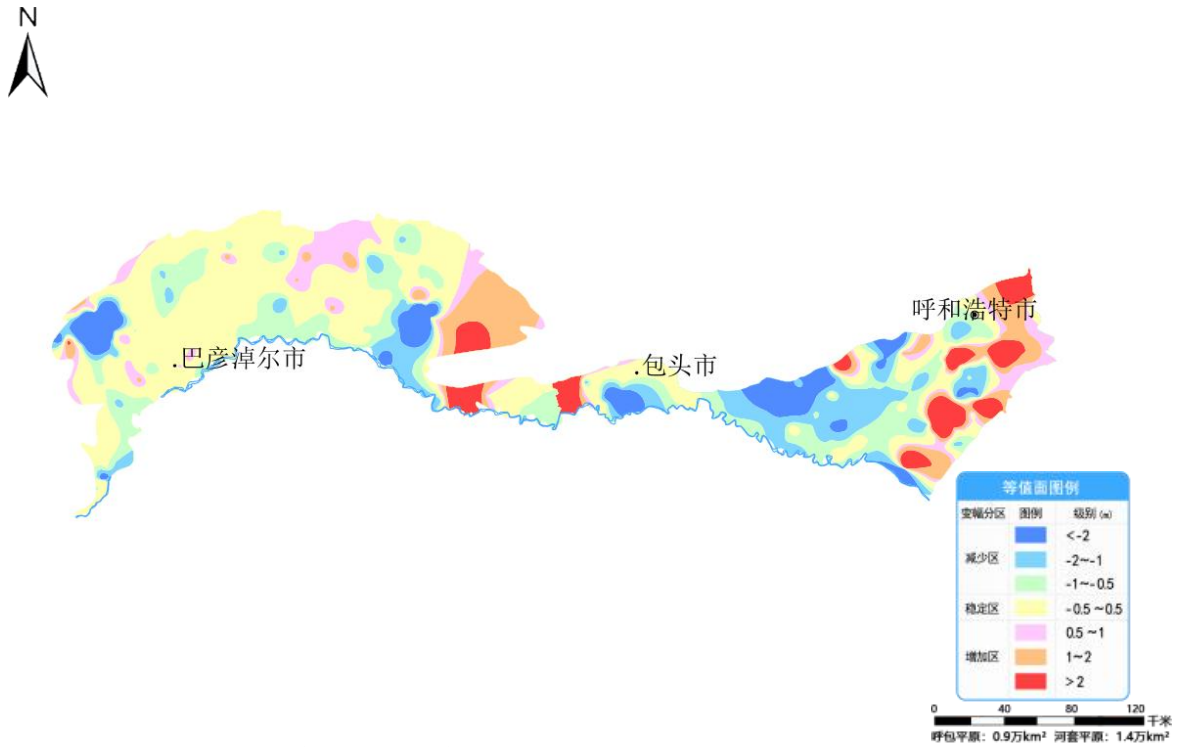 N
呼和浩特市
.巴彦淖尔市
.包头市
等值面图例
变幅分区 图例 级别 (m)
<-2
减少区 -2~-1
-1~-0.5
稳定区 -0.5~0.5
0.5~1
增加区 1~2
>2
0 40 80 120 千米
呼包平原：0.9万km² 河套平原：1.4万km²